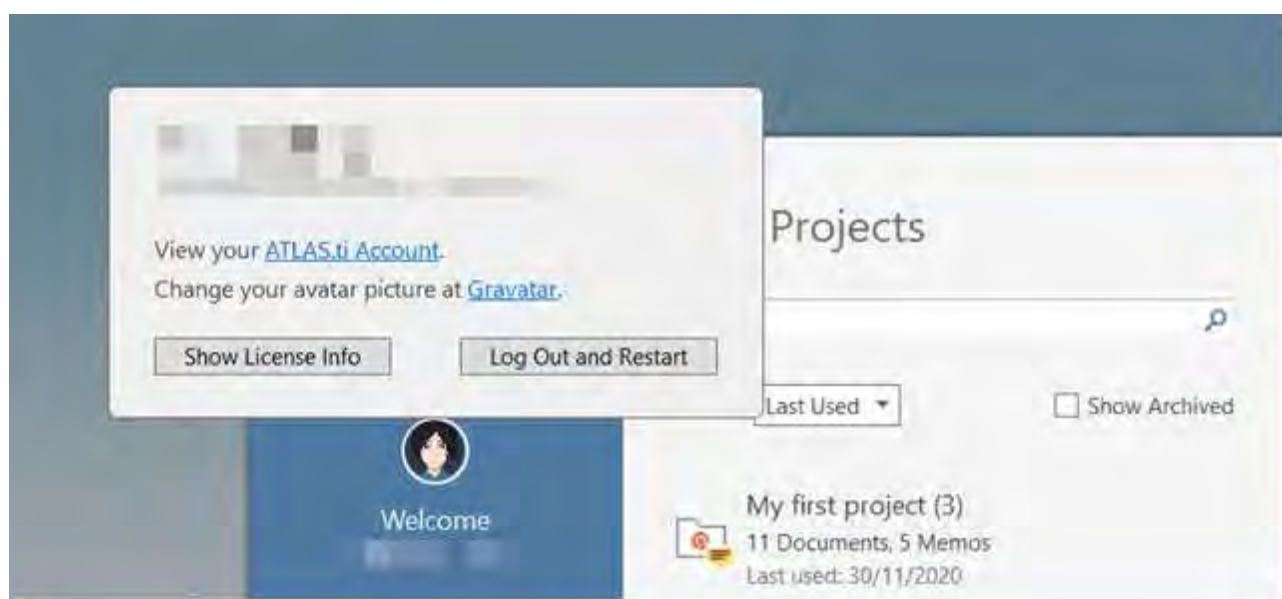 View your ATLAS.ti Account.
Change your avatar picture at Gravatar.
Show License Info
Log Out and Restart
Projects
Last Used
Show Archived
Welcome
My first project (3)
11 Documents, 5 Memos
Last used: 30/11/2020